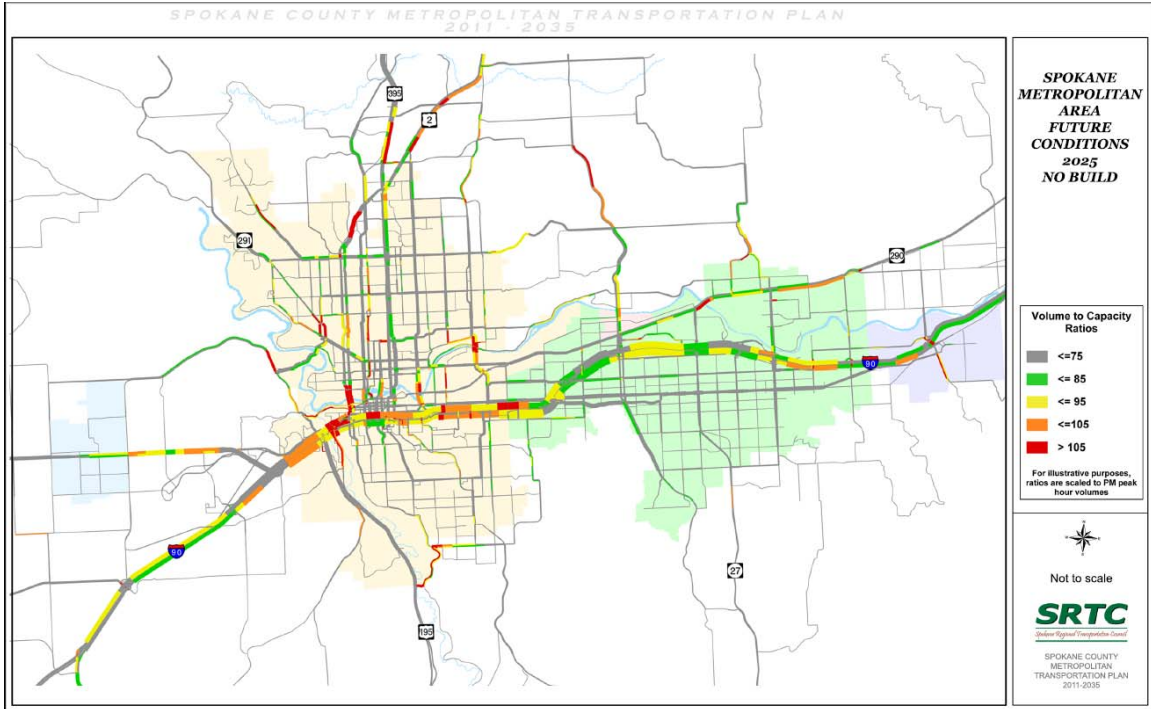 SPOKANE COUNTY METROPOLITAN TRANSPORTATION PLAN
2011 - 2035
395
2
291
290
90
90
27
195
SPOKANE
METROPOLITAN
AREA
FUTURE
CONDITIONS
2025
NO BUILD
Volume to Capacity
Ratios
<=75
<= 85
<= 95
<=105
> 105
For illustrative purposes,
ratios are scaled to PM peak
hour volumes
Not to scale
SRTC
Spokane Regional Transportation Council
SPOKANE COUNTY
METROPOLITAN
TRANSPORTATION PLAN
2011-2035